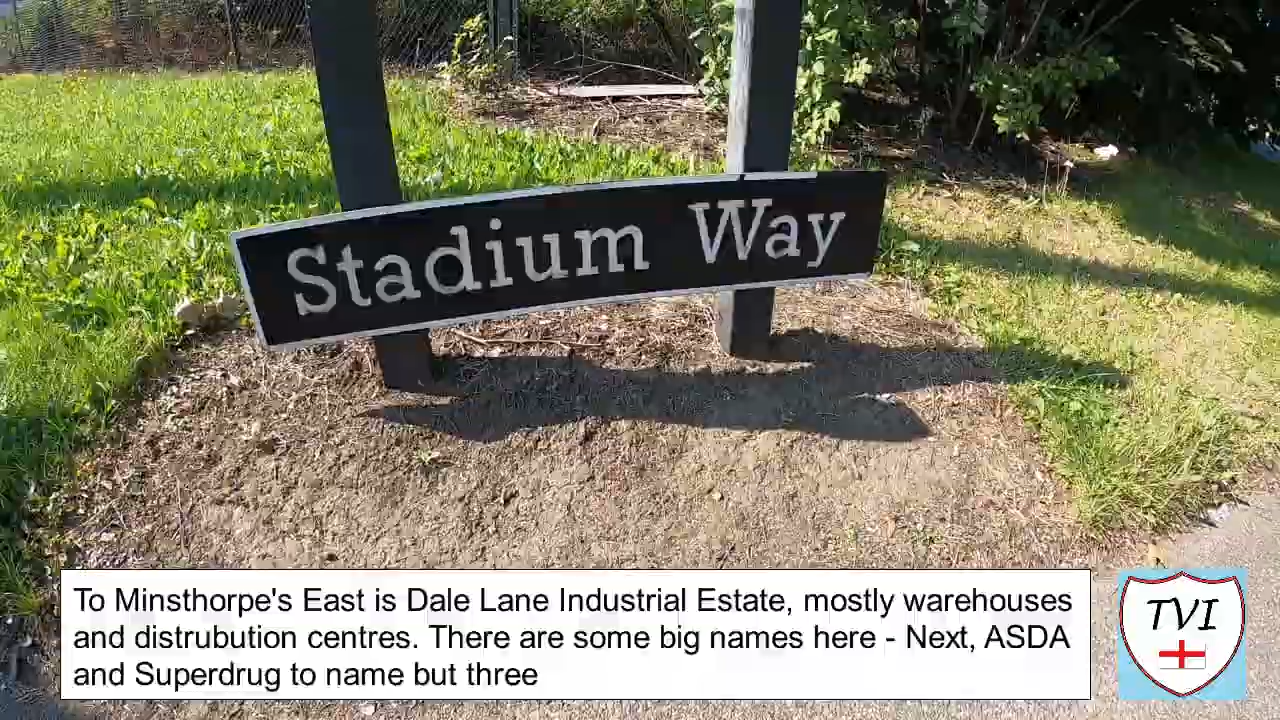 Stadium Way
To Minsthorpe's East is Dale Lane Industrial Estate, mostly warehouses
and distrubution centres. There are some big names here - Next, ASDA
and Superdrug to name but three
TVI